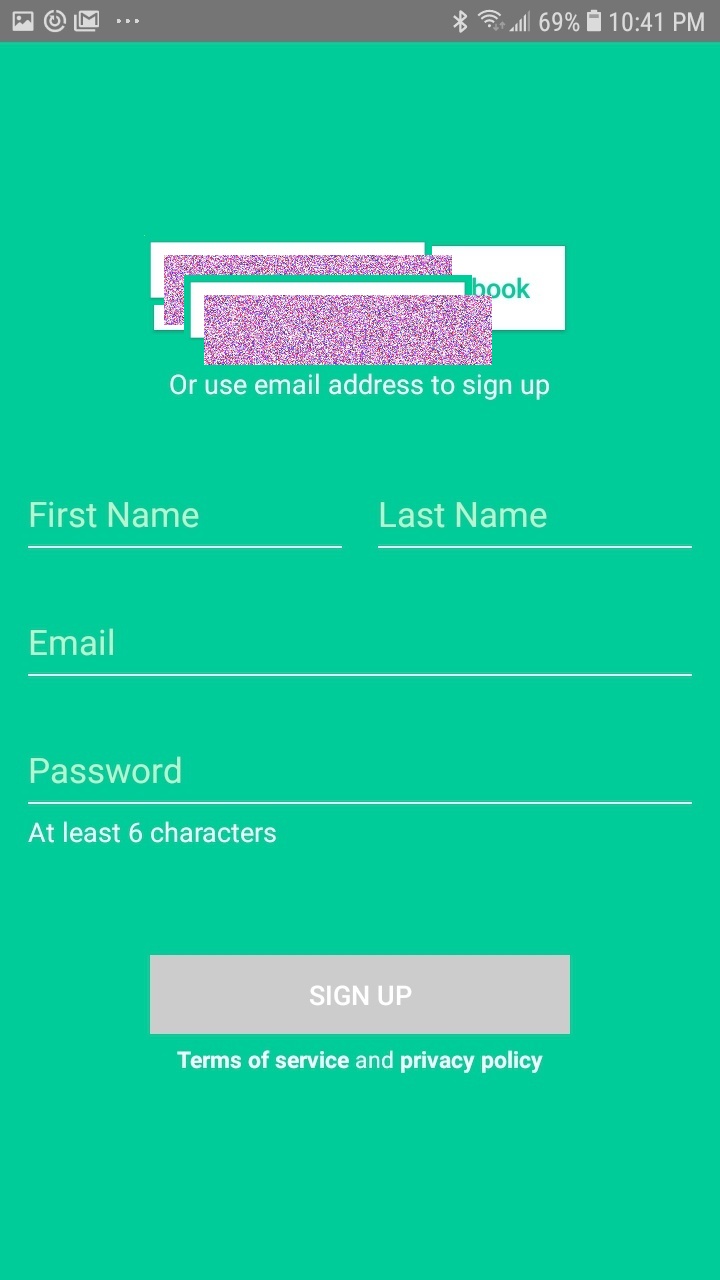 69% 10:41 PM
book
Or use email address to sign up
First Name Last Name
Email
Password
At least 6 characters
SIGN UP
Terms of service and privacy policy